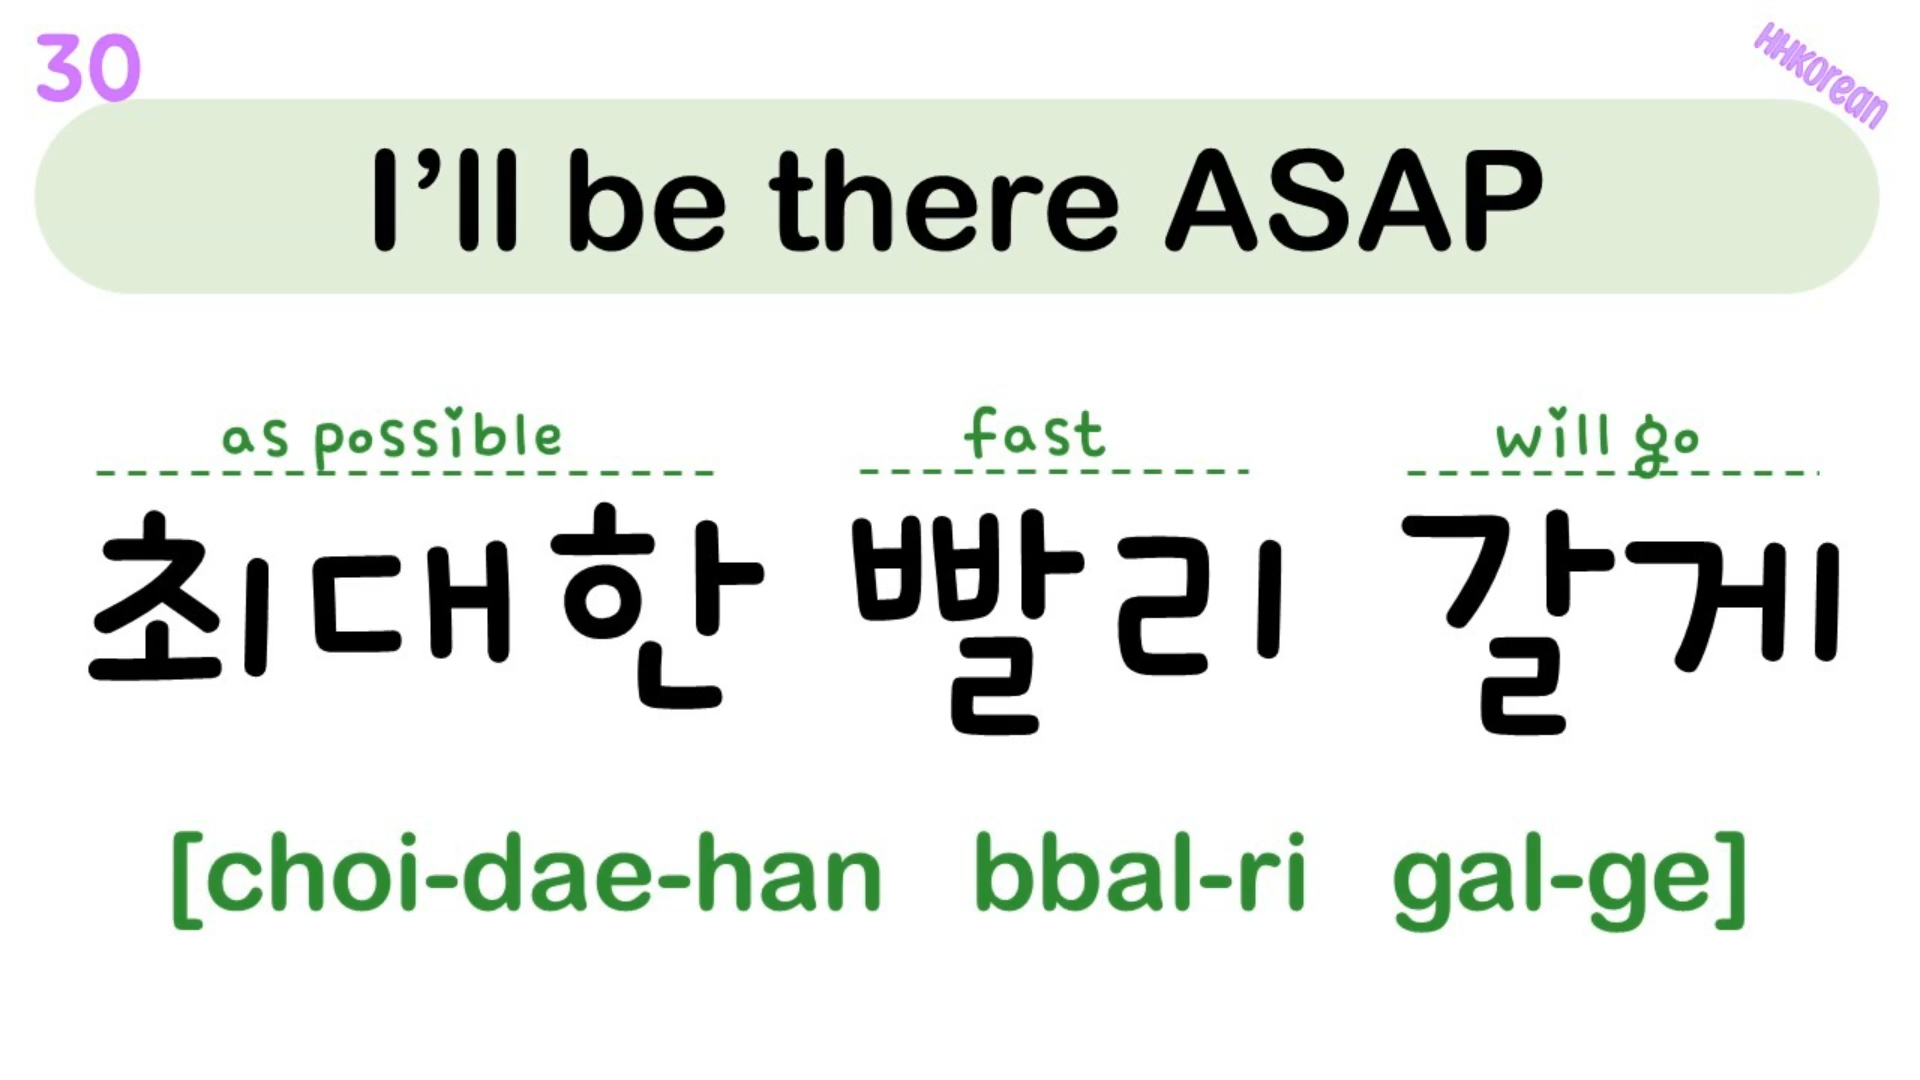 30
HHKorean
I’ll be there ASAP
as possible fast will go
최대한 빨리 갈게
[choi-dae-han bbal-ri gal-ge]